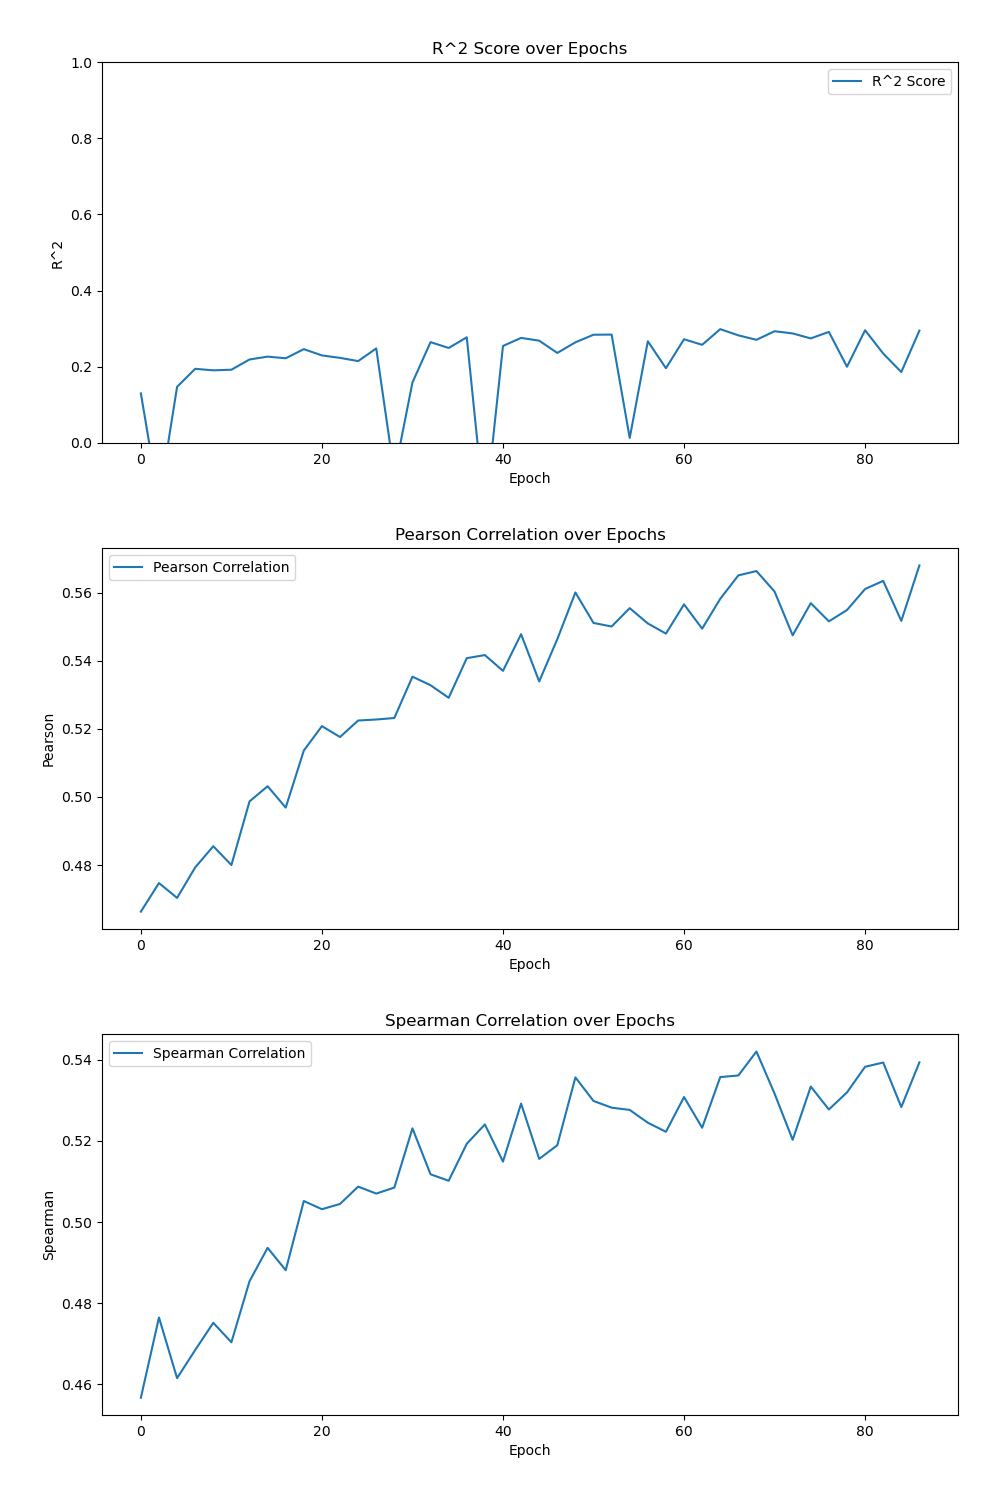 R^2 Score over Epochs
1.0
R^2 Score
0.8
0.6
R^2
0.4
0.2
0.0
0 20 40 60 80
Epoch
Pearson Correlation over Epochs
Pearson Correlation
0.56
0.54
0.52
Pearson
0.50
0.48
0 20 40 60 80
Epoch
Spearman Correlation over Epochs
Spearman Correlation
0.54
0.52
0.50
Spearman
0.48
0.46
0 20 40 60 80
Epoch